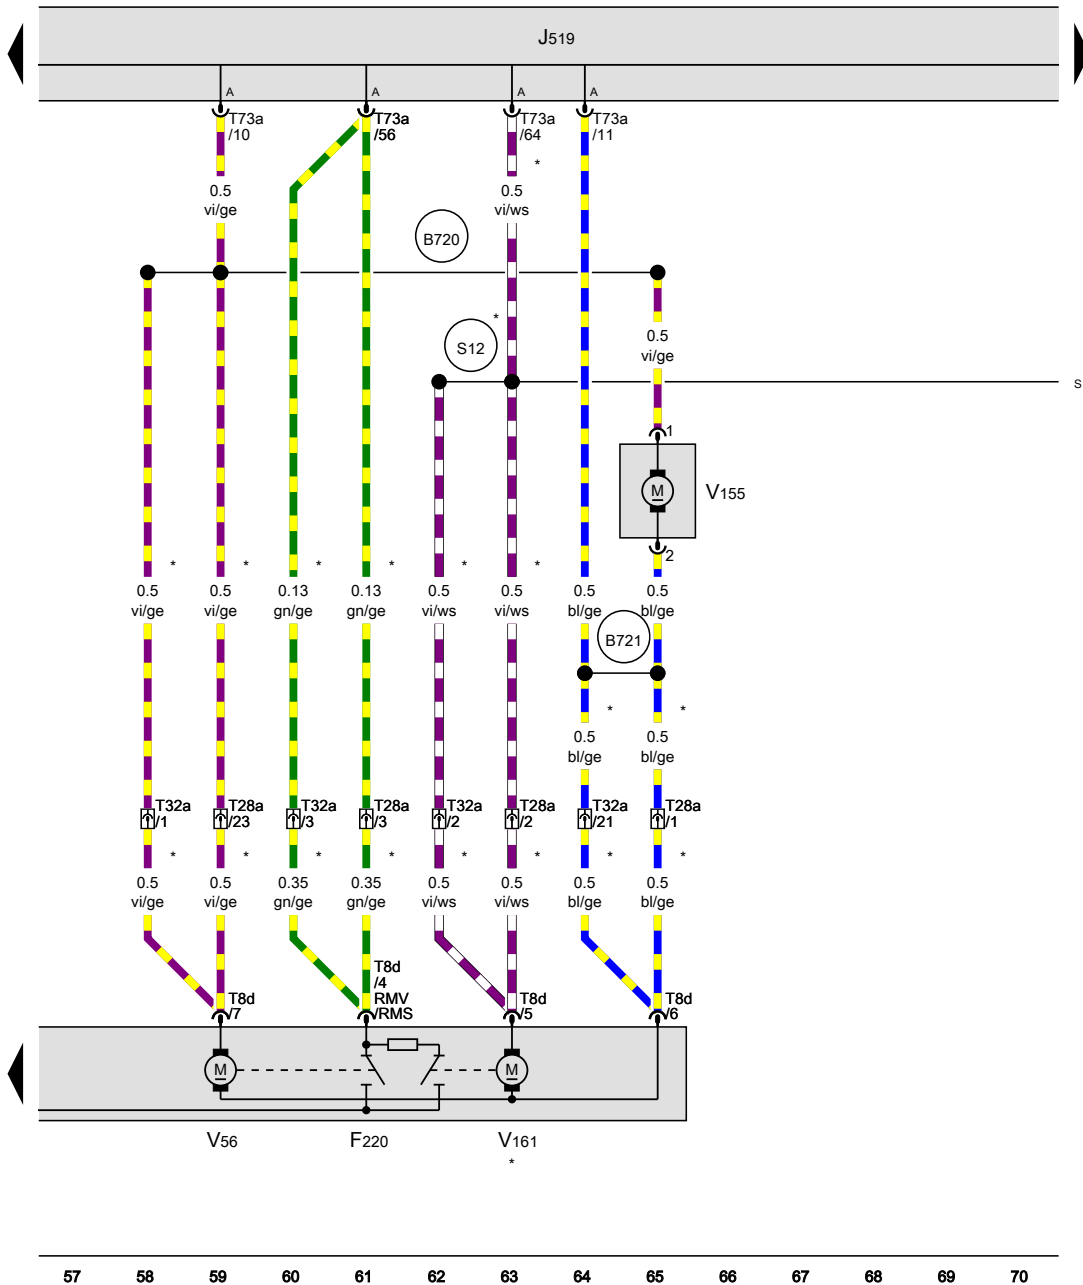 J519
A A A A
T73a T73a T73a T73a
/10 /56 /64 /11
*
0.5 0.5
vi/ge vi/ws
B720
*
0.5
S12
vi/ge
S
1
M V155
2
* * * * * *
0.5 0.5 0.13 0.13 0.5 0.5 0.5 0.5
vi/ge vi/ge gn/ge gn/ge vi/ws vi/ws bl/ge bl/ge
B721
* *
0.5 0.5
bl/ge bl/ge
T32a T28a T32a T28a T32a T28a T32a T28a
/1 /23 /3 /3 /2 /2 /21 /1
* * * * * * * *
0.5 0.5 0.35 0.35 0.5 0.5 0.5 0.5
vi/ge vi/ge gn/ge gn/ge vi/ws vi/ws bl/ge bl/ge
T8d
/4
T8d RMV T8d T8d
/7 /RMS /5 /6
M M
V56 F220 V161
*
57 58 59 60 61 62 63 64 65 66 67 68 69 70